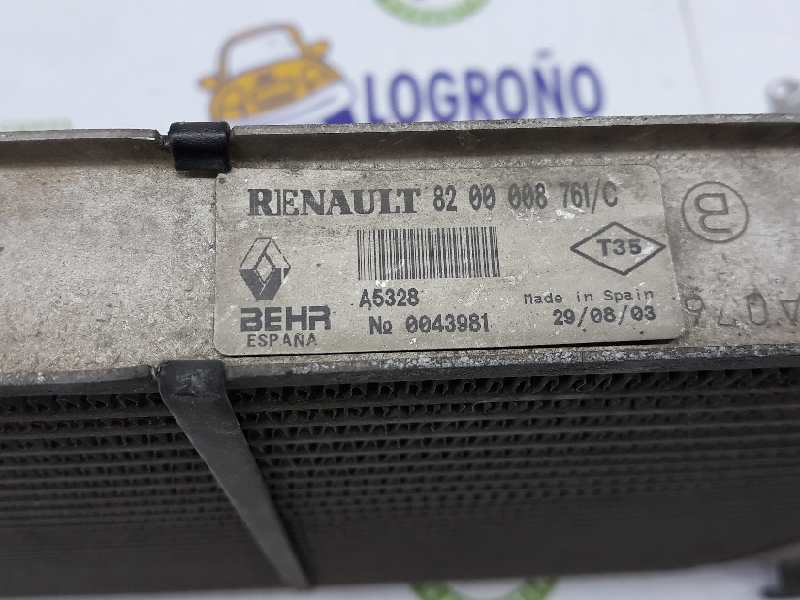 LOGROÑO
RENAULT 82 00 008 761/C
T35
A5328
Made in Spain
BEHR
Nº 0043981
29/08/03
ESPAÑA
B